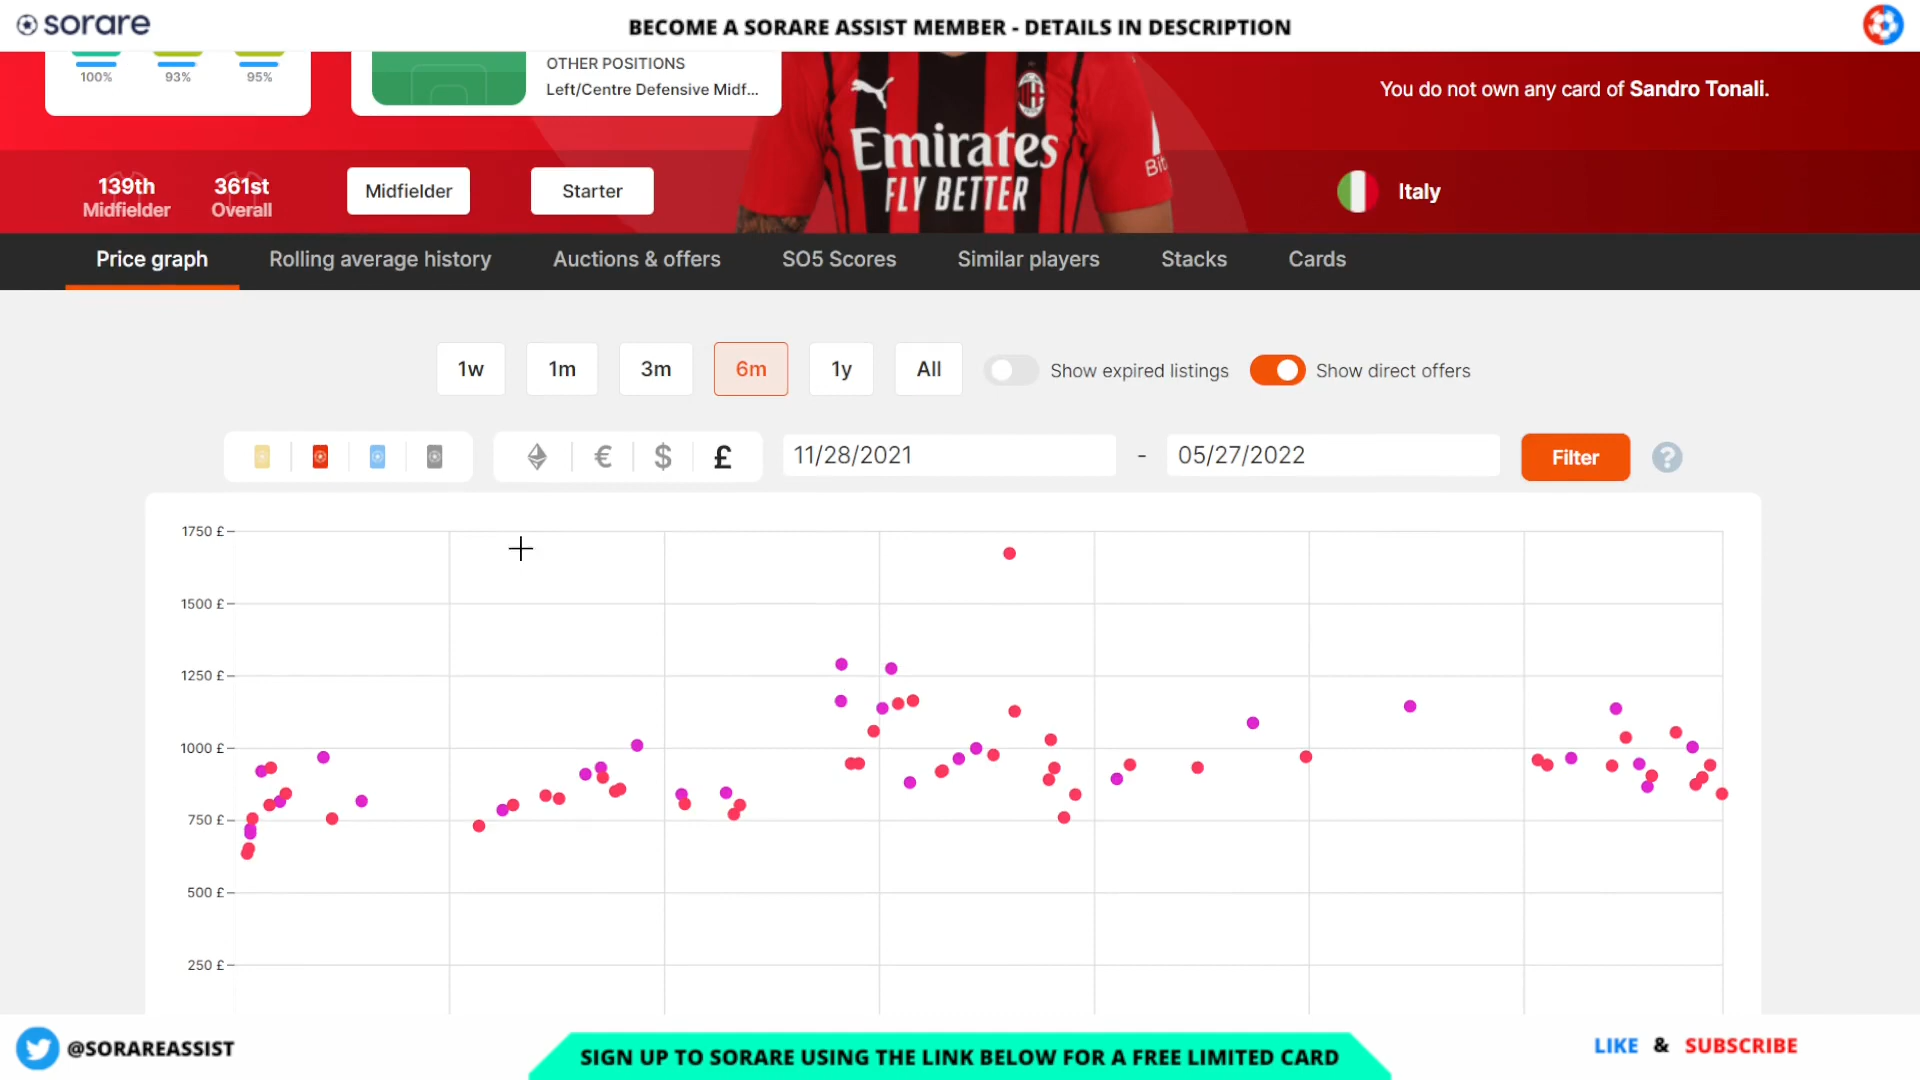 sorare
BECOME A SORARE ASSIST MEMBER - DETAILS IN DESCRIPTION
100% 93% 95%
OTHER POSITIONS
Left/Centre Defensive Midf...
Emirates
FLY BETTER
You do not own any card of Sandro Tonali.
139th
Midfielder
361st
Overall
Midfielder
Starter
Italy
Price graph Rolling average history Auctions & offers SO5 Scores Similar players Stacks Cards
1w 1m 3m 6m 1y All Show expired listings Show direct offers
€ $ £ 11/28/2021 - 05/27/2022 Filter ?
1750 £
1500 £
1250 £
1000 £
750 £
500 £
250 £
@SORAREASSIST
SIGN UP TO SORARE USING THE LINK BELOW FOR A FREE LIMITED CARD
LIKE & SUBSCRIBE